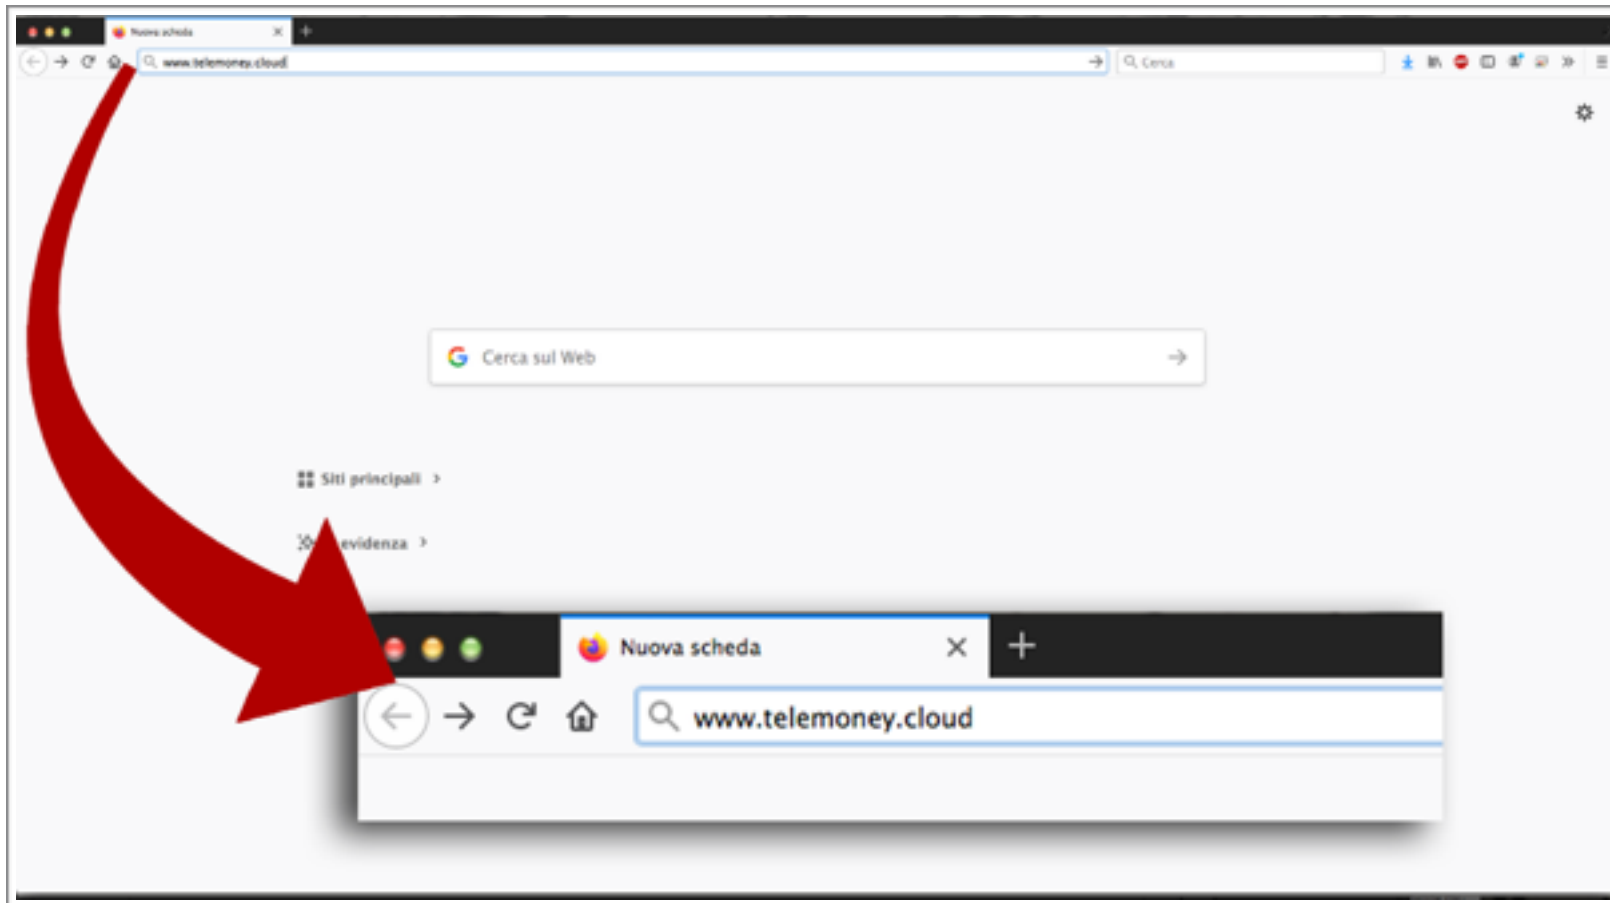 Nuova scheda
www.telemoney.cloud
Cerca
Cerca sul Web
Siti principali
evidenza
Nuova scheda
www.telemoney.cloud